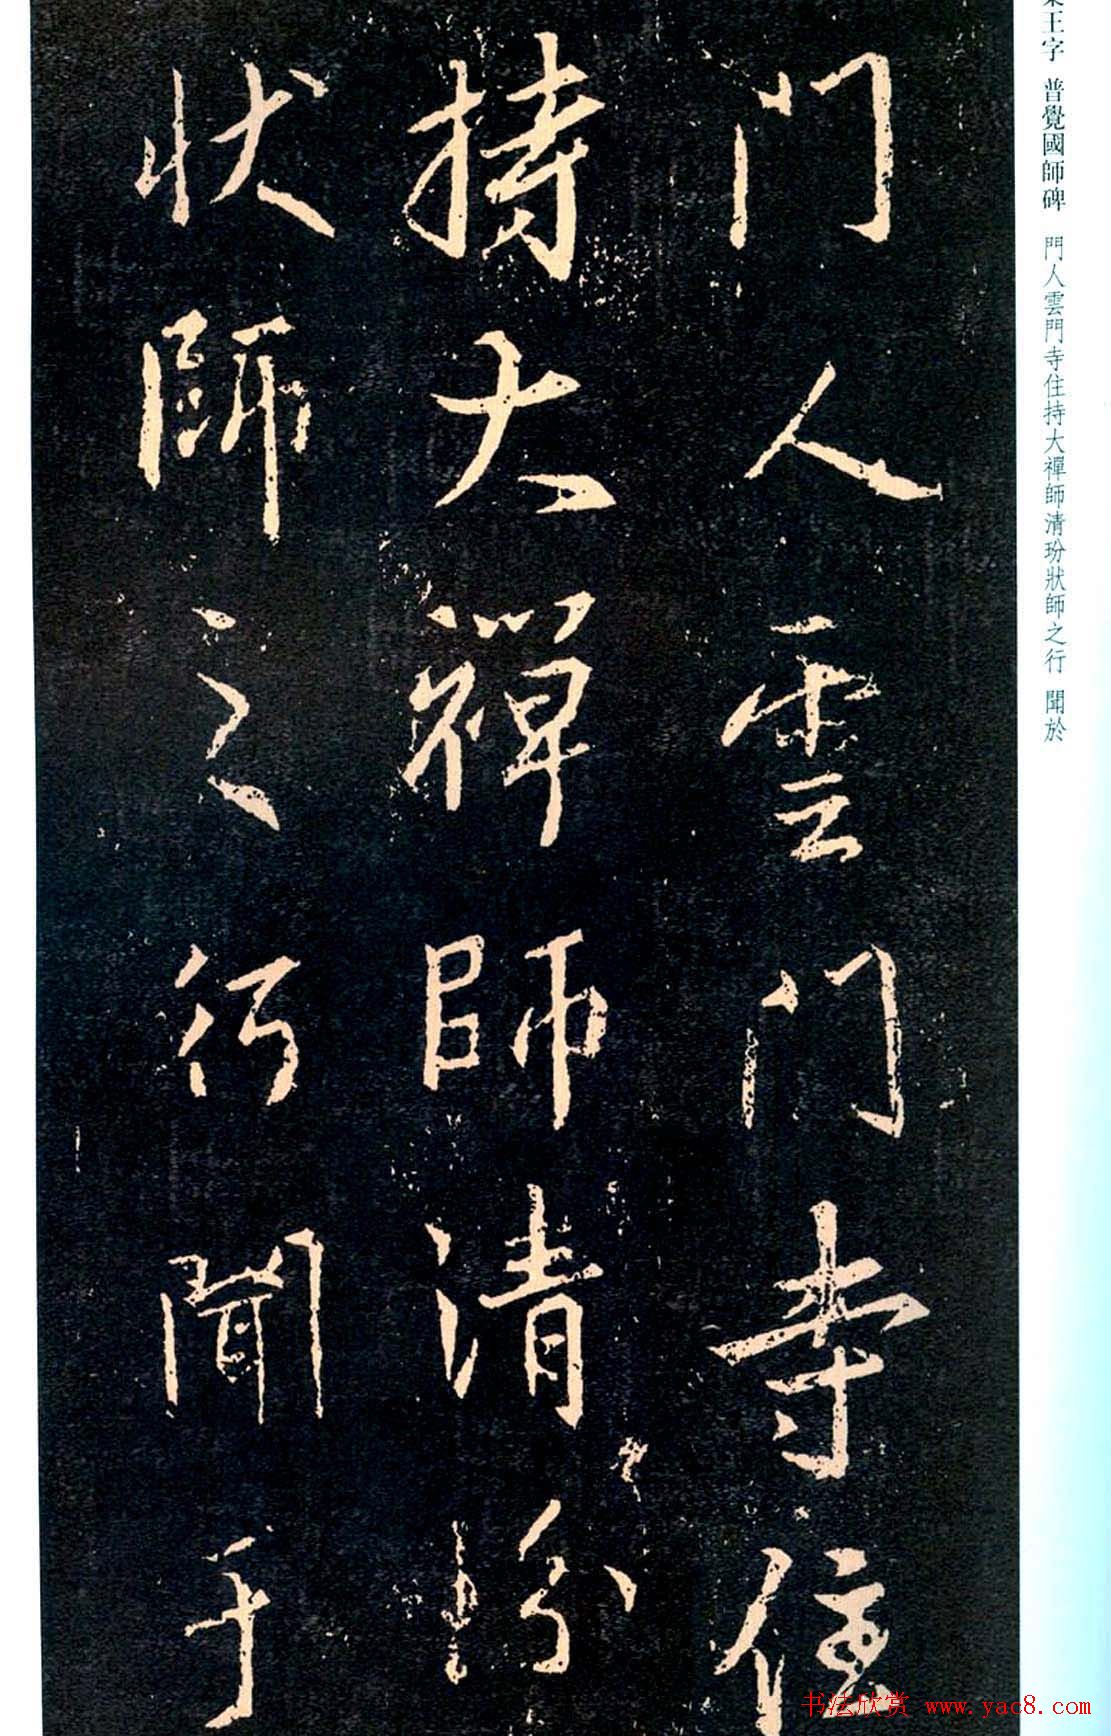 門人雲門寺住
持大禪師清玢
狀師之行聞于
王字 普覺國師碑 門人雲門寺住持大禪師清玢狀師之行 聞於
书法欣赏 www.yac8.com